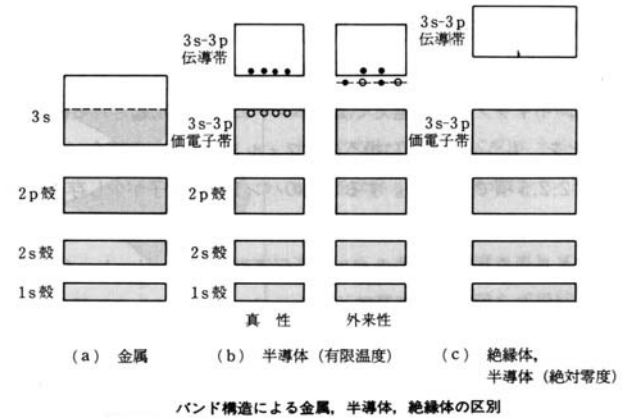 3s
2p殻
2s殻
1s殻
(a) 金属
3s-3p
伝導帯
3s-3p
価電子帯
2p殻
2s殻
1s殻
真 性
外来性
(b) 半導体(有限温度)
3s-3p
伝導帯
3s-3p
価電子帯
(c) 絶縁体,
半導体(絶対零度)
バンド構造による金属, 半導体, 絶縁体の区別